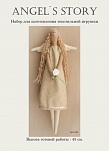 ANGEL'S STORY
Набор для изготовления текстильной игрушки
Высота готовой работы - 45 см.